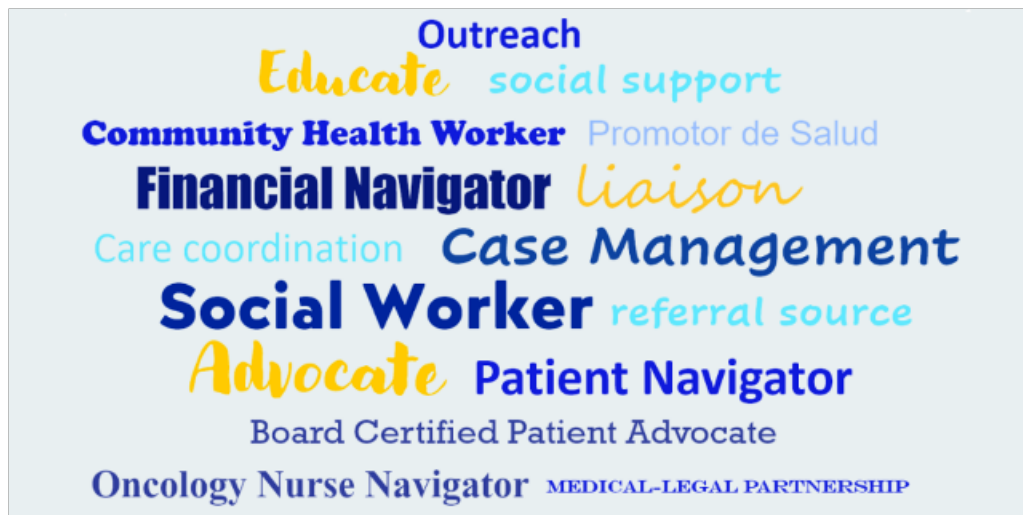 Outreach
Educate social support
Community Health Worker Promotor de Salud
Financial Navigator liaison
Care coordination Case Management
Social Worker referral source
Advocate Patient Navigator
Board Certified Patient Advocate
Oncology Nurse Navigator MEDICAL-LEGAL PARTNERSHIP